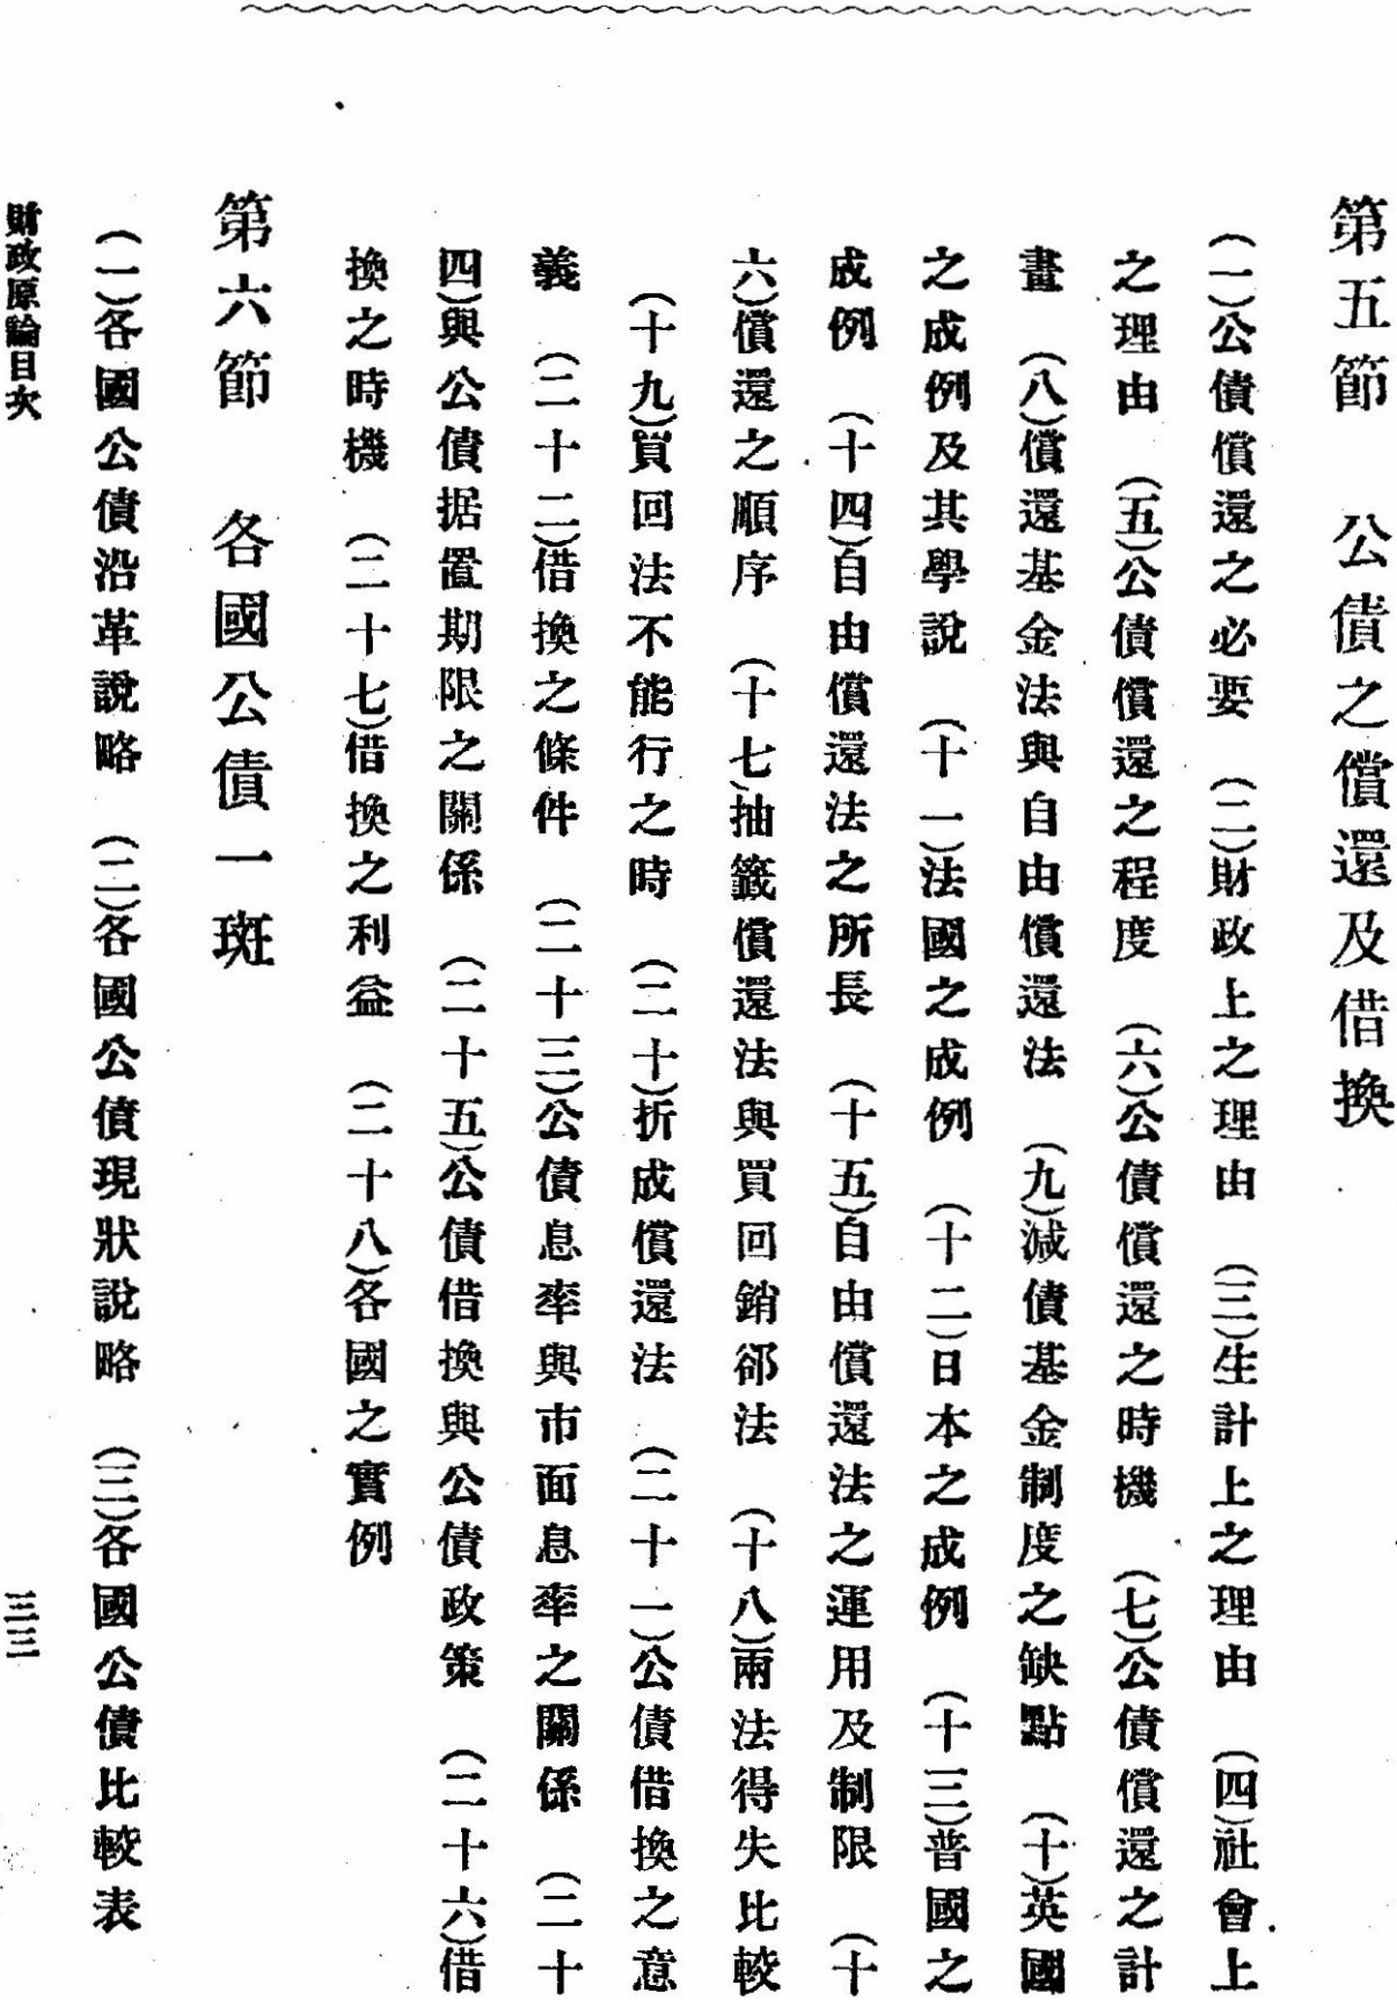 第五節　公債之償還及借換
（一）公債償還之必要　（二）財政上之理由　（三）生計上之理由　（四）社會上
之理由　（五）公債償還之程度　（六）公債償還之時機　（七）公債償還之計
畫　（八）償還基金法與自由償還法　（九）減債基金制度之缺點　（十）英國
之成例及其學說　（十一）法國之成例　（十二）日本之成例　（十三）普國之
成例　（十四）自由償還法之所長　（十五）自由償還法之運用及制限　（十
六）償還之順序　（十七）抽籤償還法與買回銷郤法　（十八）兩法得失比較
（十九）買回法不能行之時　（二十）折成償還法　（二十一）公債借換之意
義　（二十二）借換之條件　（二十三）公債息率與市面息率之關係　（二十
四）與公債据置期限之關係　（二十五）公債借換與公債政策　（二十六）借
換之時機　（二十七）借換之利益　（二十八）各國之實例
第六節　各國公債一斑
（一）各國公債沿革說略　（二）各國公債現狀說略　（三）各國公債比較表
財政原論目次
三三